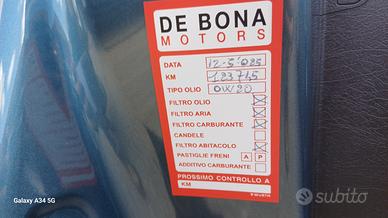 DE BONA
MOTORS
DATA 12-5-025
KM 123745
TIPO OLIO 0W/20
FILTRO OLIO
FILTRO ARIA
FILTRO CARBURANTE
CANDELE
FILTRO ABITACOLO
PASTIGLIE FRENI A P
ADDITIVO CARBURANTE
PROSSIMO CONTROLLO A
KM
Galaxy A34 5G
subito